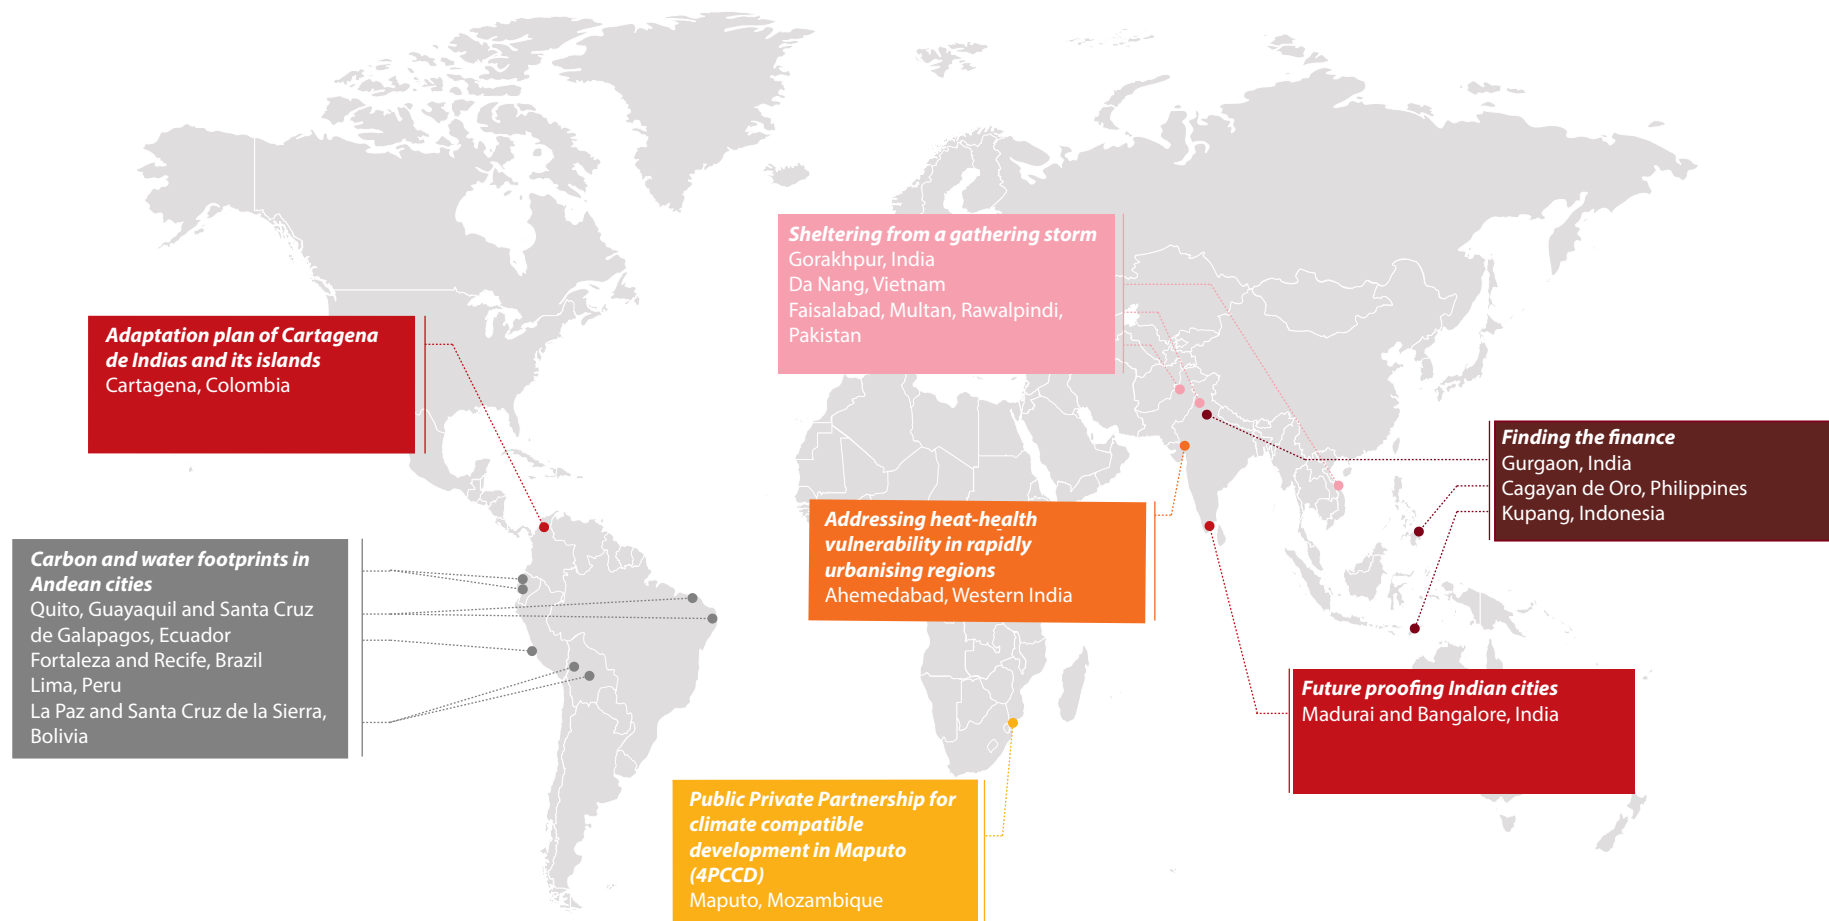 Sheltering from a gathering storm
Gorakhpur, India
Da Nang, Vietnam
Faisalabad, Multan, Rawalpindi,
Pakistan
Adaptation plan of Cartagena
de Indias and its islands
Cartagena, Colombia
Finding the finance
Gurgaon, India
Cagayan de Oro, Philippines
Kupang, Indonesia
Addressing heat-health
vulnerability in rapidly
urbanising regions
Ahemedabad, Western India
Carbon and water footprints in
Andean cities
Quito, Guayaquil and Santa Cruz
de Galapagos, Ecuador
Fortaleza and Recife, Brazil
Lima, Peru
La Paz and Santa Cruz de la Sierra,
Bolivia
Future proofing Indian cities
Madurai and Bangalore, India
Public Private Partnership for
climate compatible
development in Maputo
(4PCCD)
Maputo, Mozambique